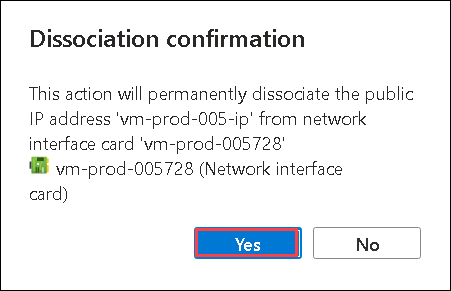 Dissociation confirmation
This action will permanently dissociate the public
IP address 'vm-prod-005-ip' from network
interface card 'vm-prod-005728'
vm-prod-005728 (Network interface
card)
Yes
No